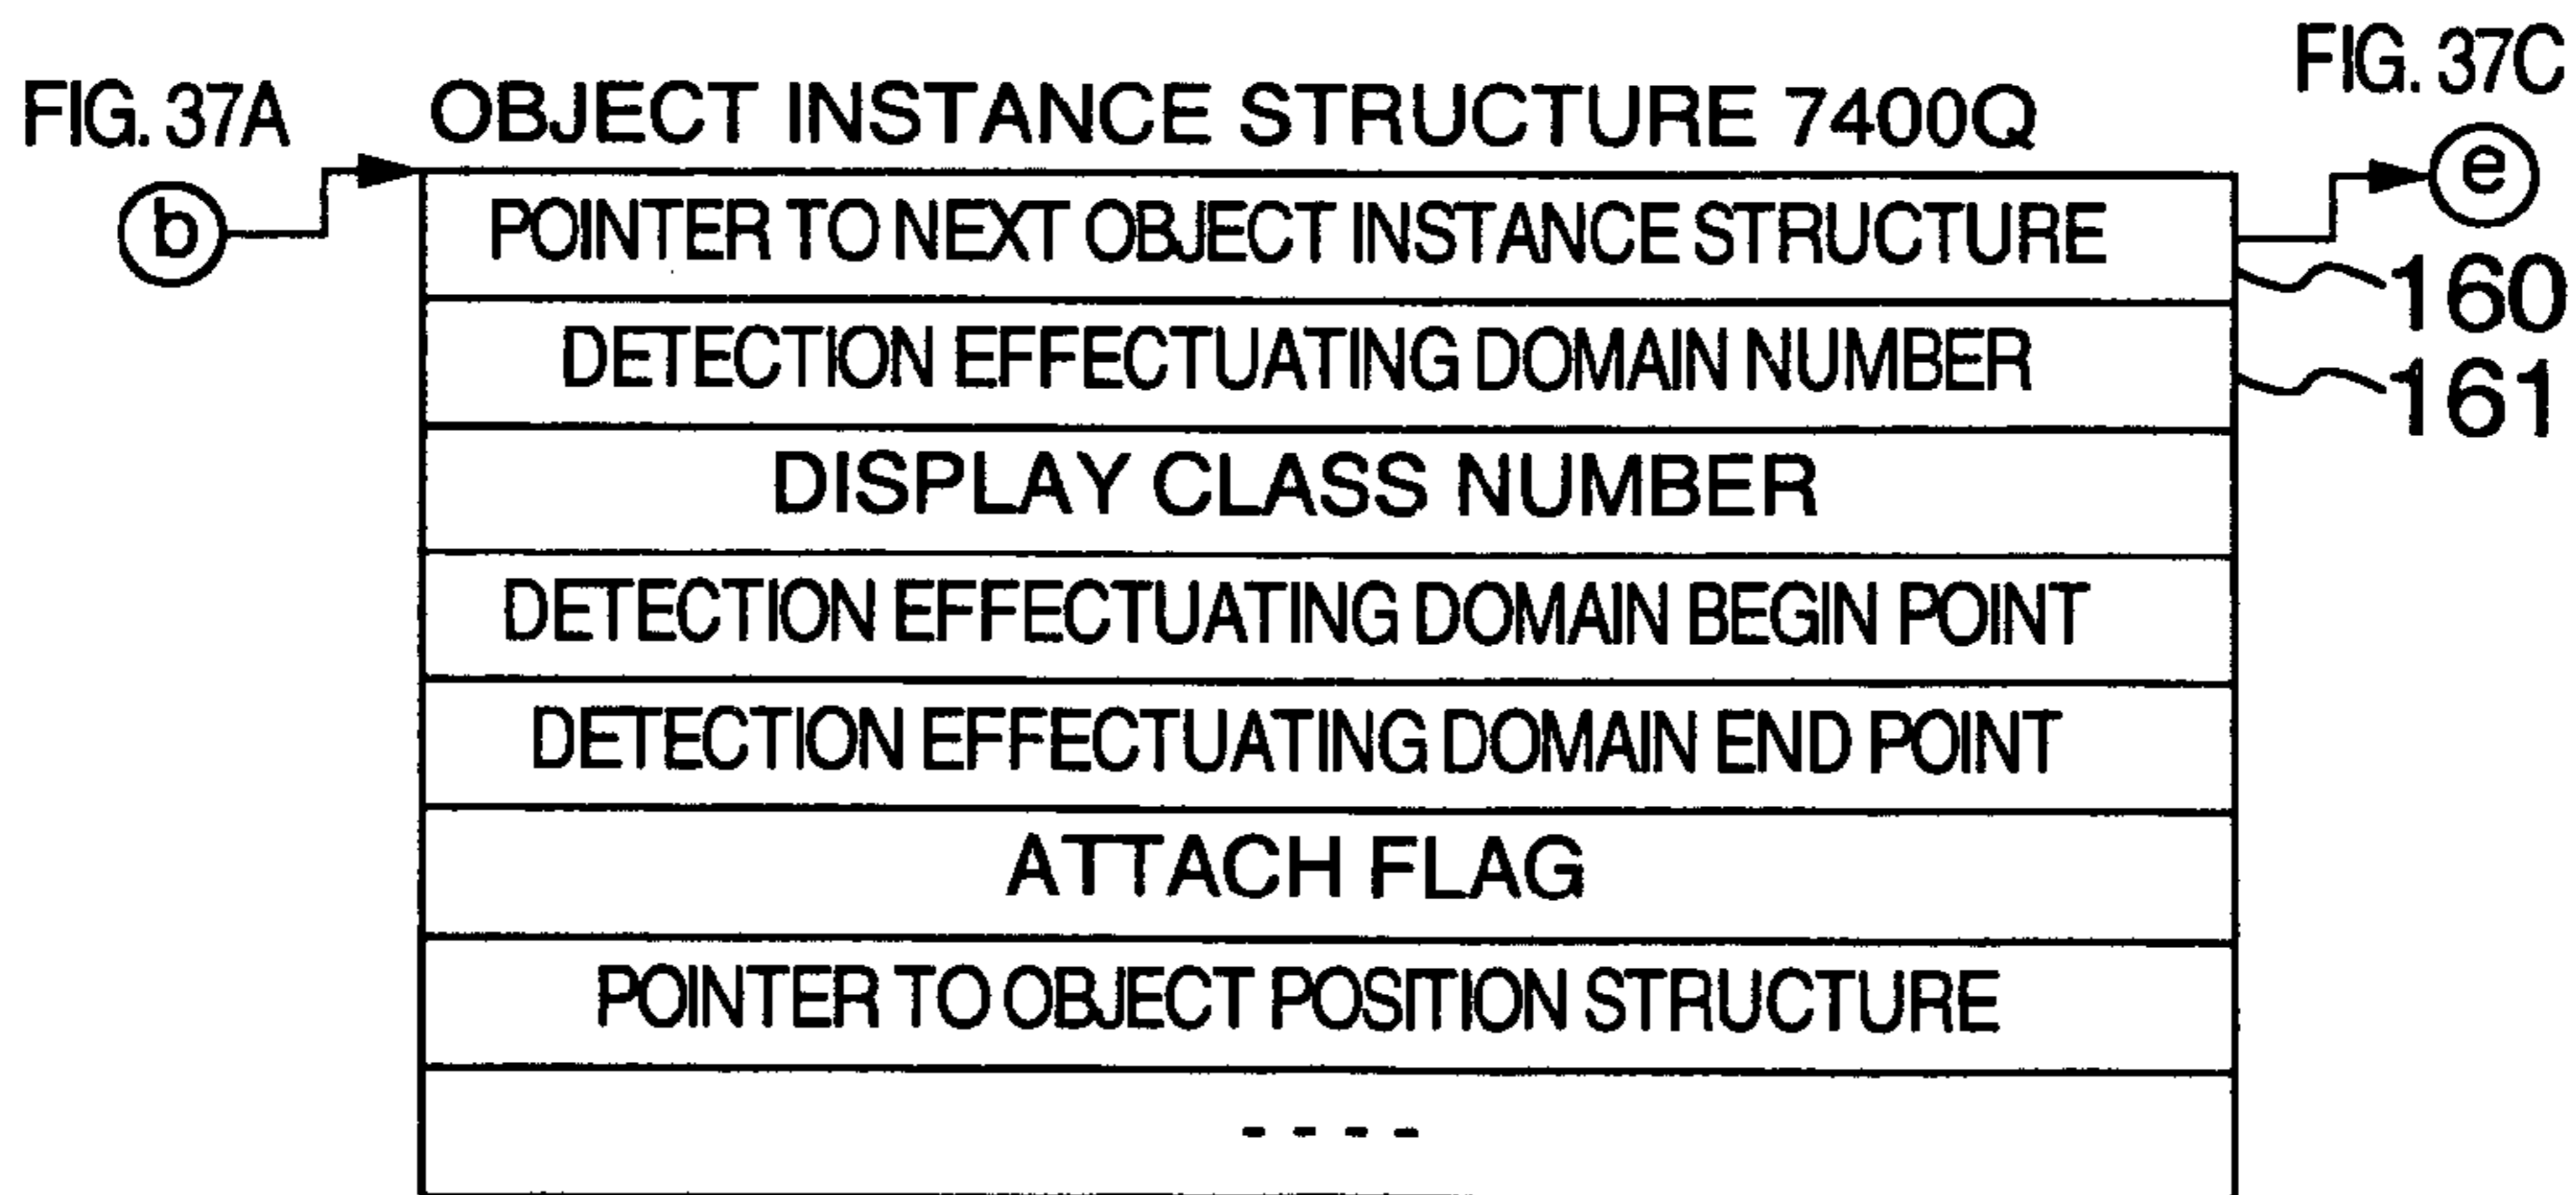 FIG. 37A
OBJECT INSTANCE STRUCTURE 7400Q
FIG. 37C
b
e
POINTER TO NEXT OBJECT INSTANCE STRUCTURE
160
DETECTION EFFECTUATING DOMAIN NUMBER
161
DISPLAY CLASS NUMBER
DETECTION EFFECTUATING DOMAIN BEGIN POINT
DETECTION EFFECTUATING DOMAIN END POINT
ATTACH FLAG
POINTER TO OBJECT POSITION STRUCTURE
- - - -